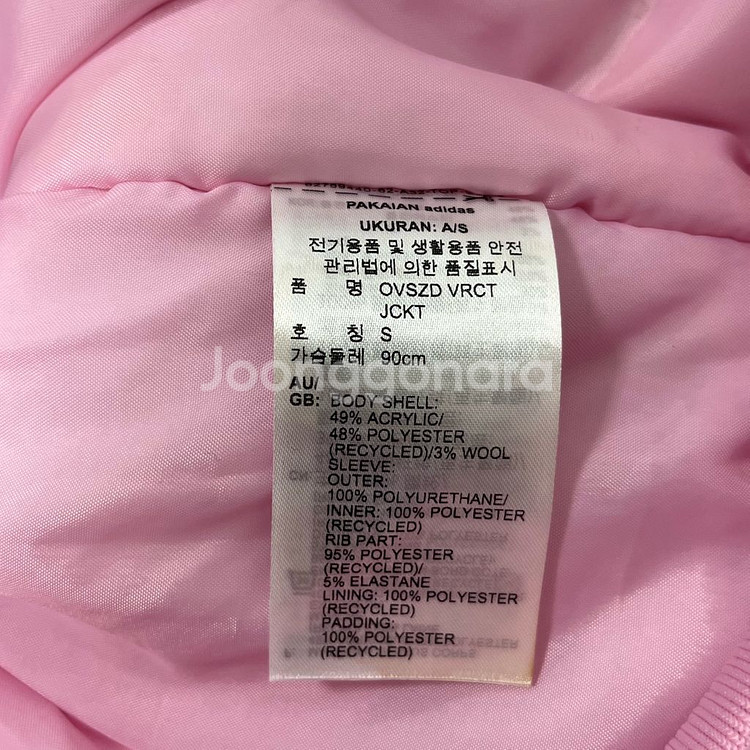 PAKAIAN adidas
UKURAN: A/S
전기용품 및 생활용품 안전
관리법에 의한 품질표시
품 명 OVSZD VRCT
JCKT
호 칭 S
가슴둘레 90cm
Joonggonara
AU/
GB: BODY SHELL:
49% ACRYLIC/
48% POLYESTER
(RECYCLED)/3% WOOL
SLEEVE:
OUTER:
100% POLYURETHANE/
INNER: 100% POLYESTER
(RECYCLED)
RIB PART:
95% POLYESTER
(RECYCLED)/
5% ELASTANE
LINING: 100% POLYESTER
(RECYCLED)
PADDING:
100% POLYESTER
(RECYCLED)